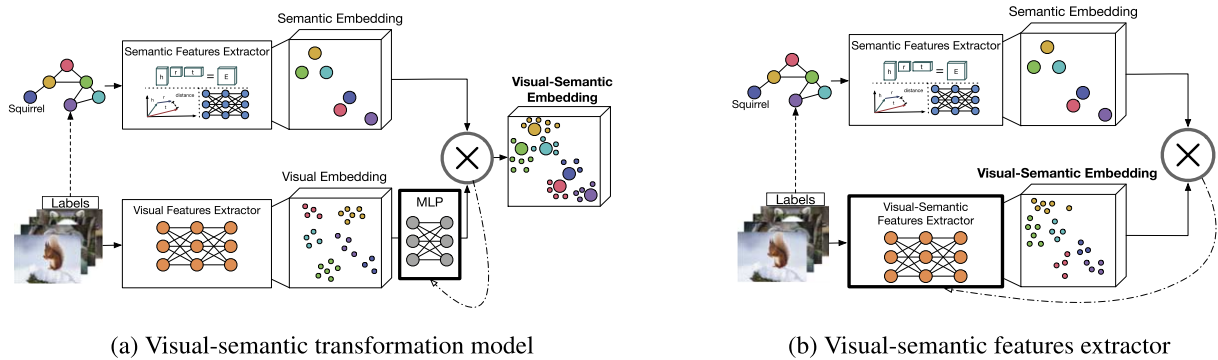 Semantic Embedding
Semantic Features Extractor
h r t = E
distance
h r
t
Squirrel
Visual-Semantic
Embedding
Labels
Visual Features Extractor
Visual Embedding
MLP
(a) Visual-semantic transformation model
Semantic Embedding
Semantic Features Extractor
h r t = E
distance
h r
t
Squirrel
Visual-Semantic Embedding
Labels
Visual-Semantic
Features Extractor
(b) Visual-semantic features extractor